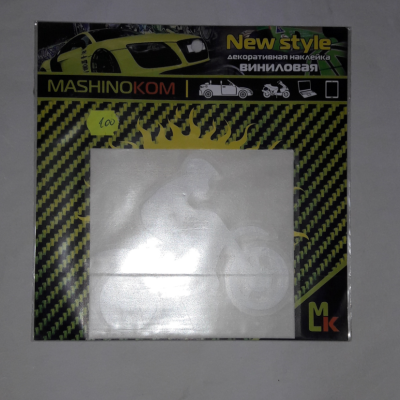 New style
декоративная наклейка
ВИНИЛОВАЯ
MASHINOKOM
100
MK